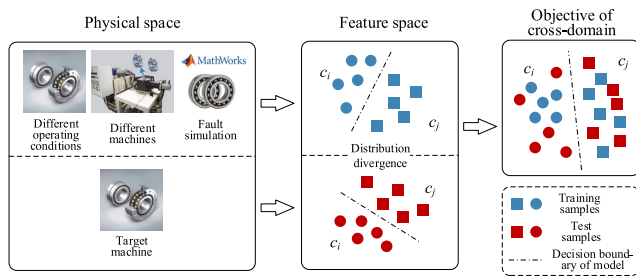 Physical space
Feature space
Objective of
cross-domain
MathWorks
Different
operating
conditions
Different
machines
Fault
simulation
Target
machine
c_i
c_j
Distribution
divergence
c_j
c_i
c_i
c_j
Training
samples
Test
samples
Decision bound-
ary of model